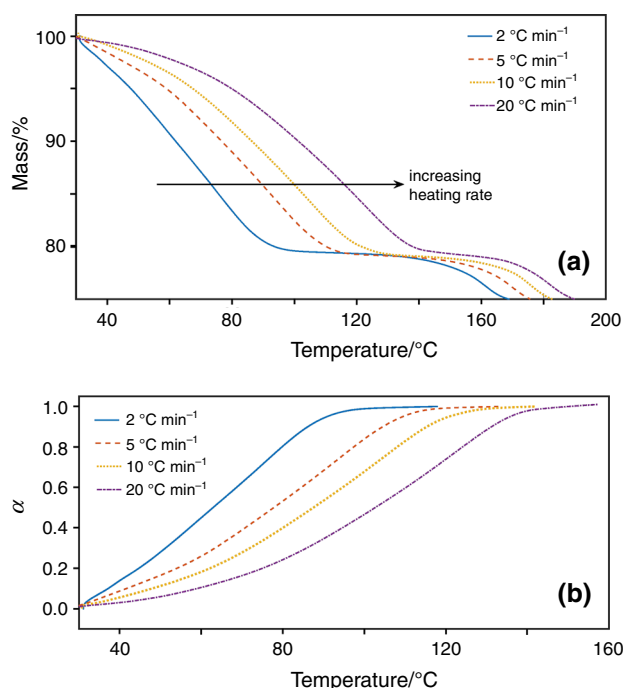 100
90
80
Mass/%
2 °C min⁻¹
5 °C min⁻¹
10 °C min⁻¹
20 °C min⁻¹
increasing
heating rate
(a)
40 80 120 160 200
Temperature/°C
1.0
0.8
0.6
0.4
0.2
0.0
α
2 °C min⁻¹
5 °C min⁻¹
10 °C min⁻¹
20 °C min⁻¹
(b)
40 80 120 160
Temperature/°C